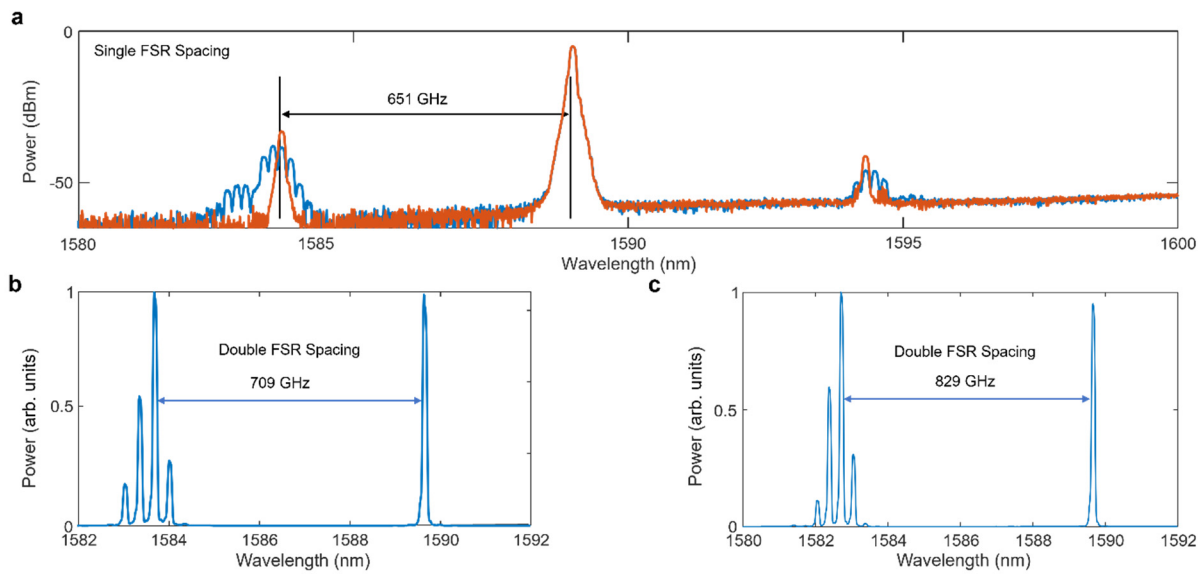 a
0
Single FSR Spacing
651 GHz
Power (dBm)
-50
1580 1585 1590 1595 1600
Wavelength (nm)
b
1
Double FSR Spacing
709 GHz
Power (arb. units)
0.5
0
1582 1584 1586 1588 1590 1592
Wavelength (nm)
c
1
Double FSR Spacing
829 GHz
Power (arb. units)
0.5
0
1580 1582 1584 1586 1588 1590 1592
Wavelength (nm)